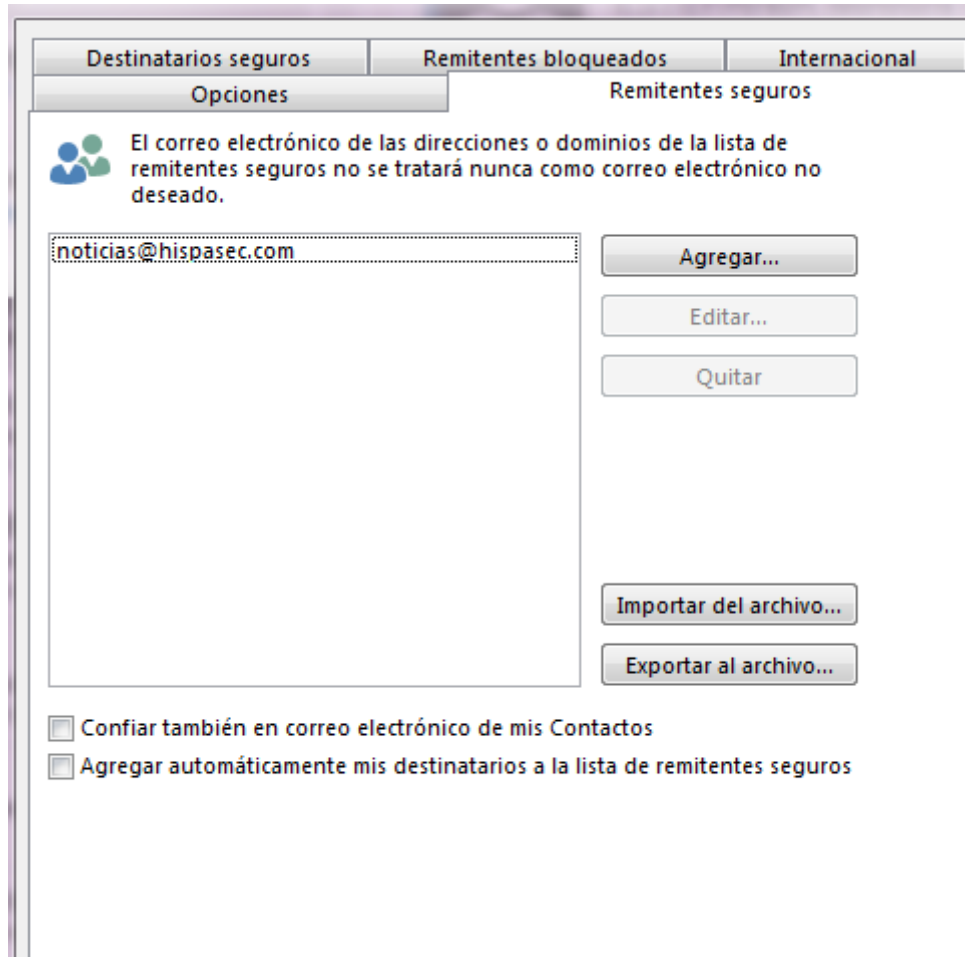 Destinatarios seguros
Remitentes bloqueados
Internacional
Opciones
Remitentes seguros
El correo electrónico de las direcciones o dominios de la lista de
remitentes seguros no se tratará nunca como correo electrónico no
deseado.
noticias@hispasec.com
Agregar...
Editar...
Quitar
Importar del archivo...
Exportar al archivo...
Confiar también en correo electrónico de mis Contactos
Agregar automáticamente mis destinatarios a la lista de remitentes seguros